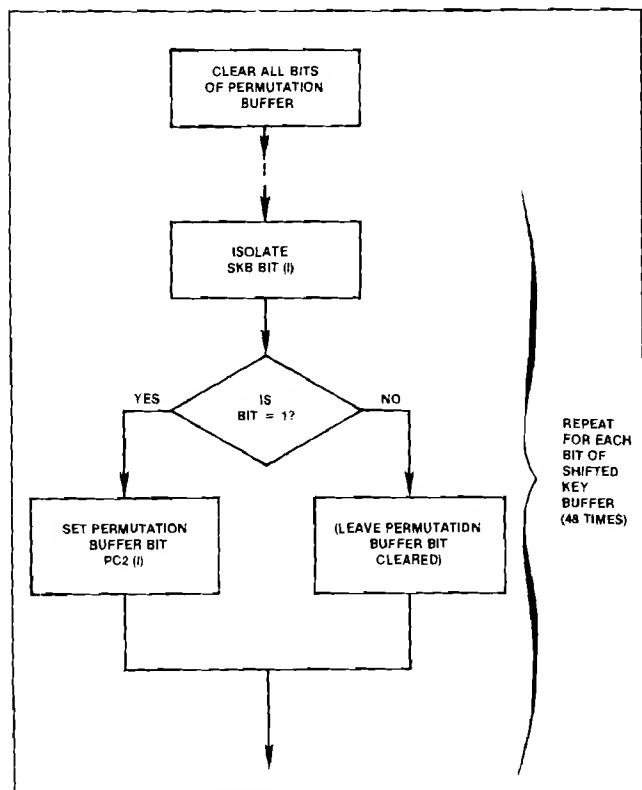 CLEAR ALL BITS
OF PERMUTATION
BUFFER
ISOLATE
SKB BIT (I)
IS
BIT = 1?
YES
NO
SET PERMUTATION
BUFFER BIT
PC2 (I)
(LEAVE PERMUTATION
BUFFER BIT
CLEARED)
REPEAT
FOR EACH
BIT OF
SHIFTED
KEY
BUFFER
(48 TIMES)